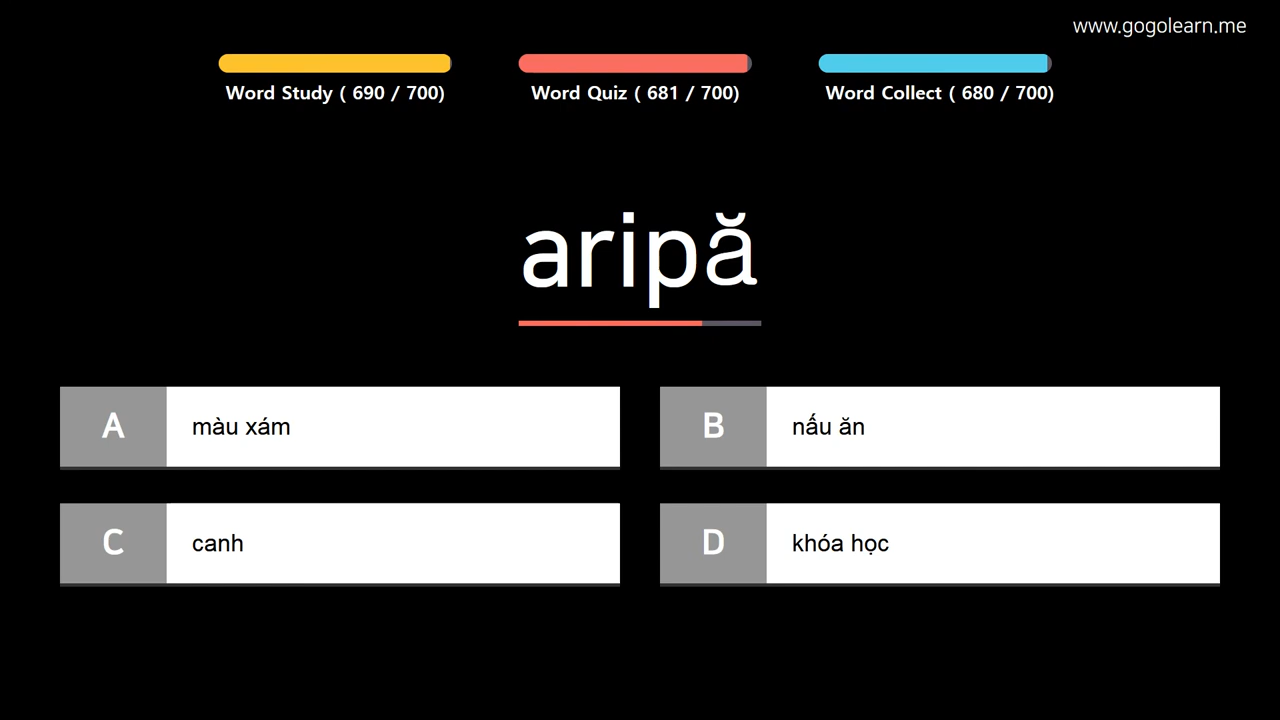 www.gogolearn.me
Word Study ( 690 / 700)
Word Quiz ( 681 / 700)
Word Collect ( 680 / 700)
aripă
A màu xám
B nấu ăn
C canh
D khóa học